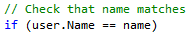 // Check that name matches
if (user.Name == name)